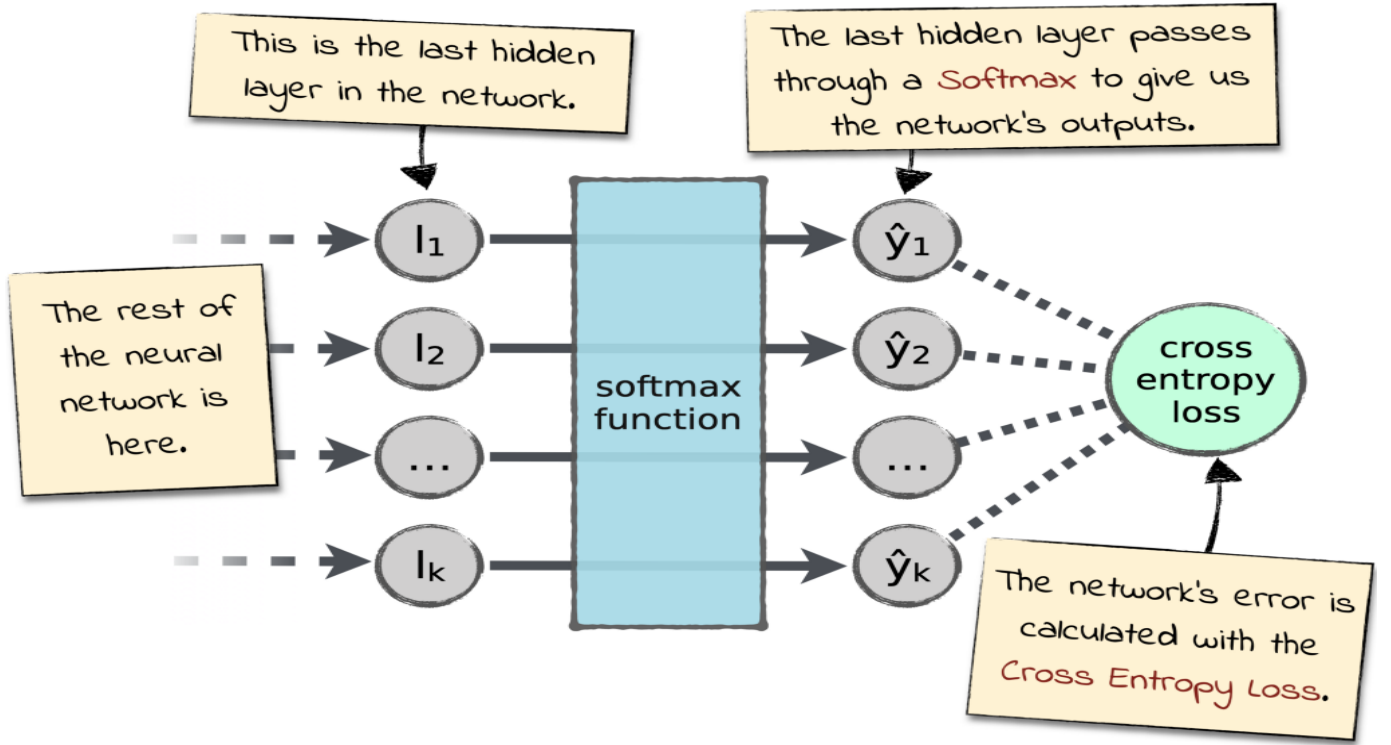 This is the last hidden
layer in the network.
The last hidden layer passes
through a Softmax to give us
the network's outputs.
The rest of
the neural
network is
here.
l₁
l₂
...
lₖ
softmax
function
ŷ₁
ŷ₂
...
ŷₖ
cross
entropy
loss
The network's error is
calculated with the
Cross Entropy Loss.